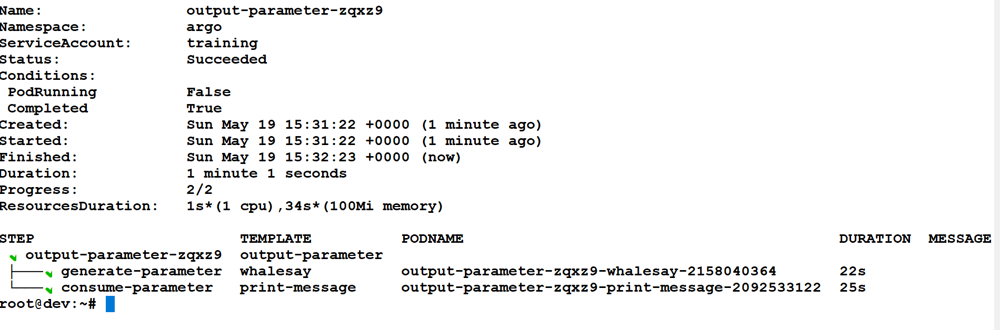 Name:                output-parameter-zqxz9
Namespace:           argo
ServiceAccount:      training
Status:              Succeeded
Conditions:
 PodRunning          False
 Completed           True
Created:             Sun May 19 15:31:22 +0000 (1 minute ago)
Started:             Sun May 19 15:31:22 +0000 (1 minute ago)
Finished:            Sun May 19 15:32:23 +0000 (now)
Duration:            1 minute 1 seconds
Progress:            2/2
ResourcesDuration:   1s*(1 cpu),34s*(100Mi memory)

STEP                       TEMPLATE          PODNAME                                          DURATION  MESSAGE
 ✔ output-parameter-zqxz9  output-parameter
 ├───✔ generate-parameter  whalesay          output-parameter-zqxz9-whalesay-2158040364       22s
 └───✔ consume-parameter   print-message     output-parameter-zqxz9-print-message-2092533122  25s
root@dev:~#